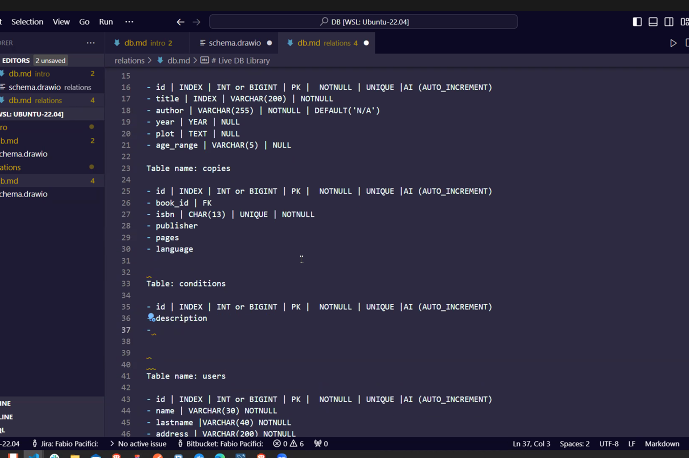 Selection View Go Run ··· DB [WSL: Ubuntu-22.04]
ORER ···
EDITORS 2 unsaved
db.md intro 2
schema.drawio relations
db.md relations 4
[WSL: UBUNTU-22.04]
ro
b.md 2
schema.drawio
ations
b.md 4
schema.drawio
INE
LINE
QL
db.md intro 2 schema.drawio db.md relations 4
relations > db.md > # Live DB Library
15
16 - id | INDEX | INT or BIGINT | PK | NOTNULL | UNIQUE |AI (AUTO_INCREMENT)
17 - title | INDEX | VARCHAR(200) | NOTNULL
18 - author | VARCHAR(255) | NOTNULL | DEFAULT('N/A')
19 - year | YEAR | NULL
20 - plot | TEXT | NULL
21 - age_range | VARCHAR(5) | NULL
22
23 Table name: copies
24
25 - id | INDEX | INT or BIGINT | PK | NOTNULL | UNIQUE |AI (AUTO_INCREMENT)
26 - book_id | FK
27 - isbn | CHAR(13) | UNIQUE | NOTNULL
28 - publisher
29 - pages
30 - language
31
32
33 Table: conditions
34
35 - id | INDEX | INT or BIGINT | PK | NOTNULL | UNIQUE |AI (AUTO_INCREMENT)
36 description
37 -
38
39
40
41 Table name: users
42
43 - id | INDEX | INT or BIGINT | PK | NOTNULL | UNIQUE |AI (AUTO_INCREMENT)
44 - name | VARCHAR(30) NOTNULL
45 - lastname |VARCHAR(40) NOTNULL
46 - address | VARCHAR(200) NOTNULL
-22.04 Jira: Fabio Pacifici: No active issue Bitbucket: Fabio Pacifici: 0 6 0 Ln 37, Col 3 Spaces: 2 UTF-8 LF Markdown